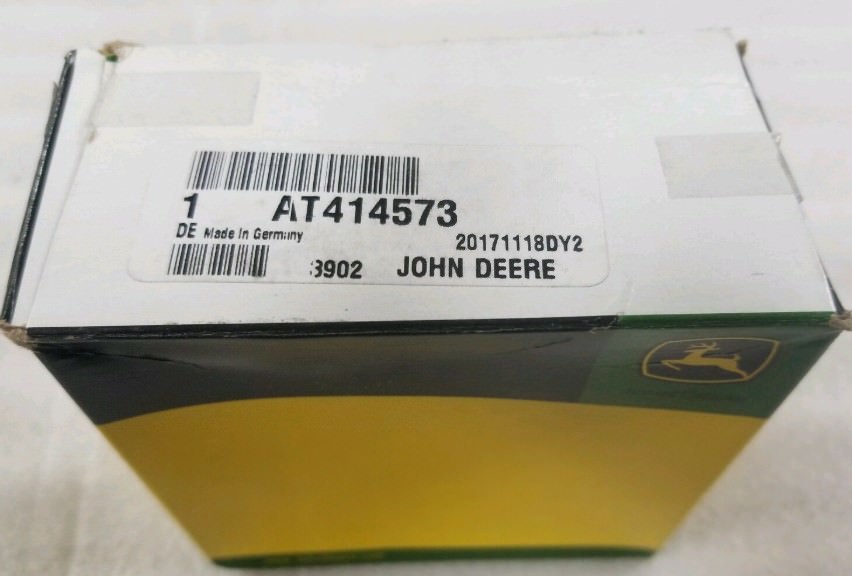 1 AT414573
DE Made In Germany
20171118DY2
3902 JOHN DEERE